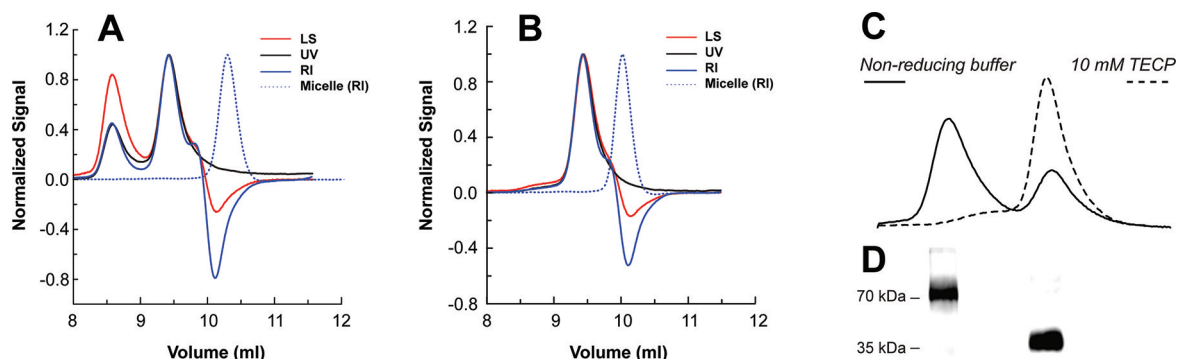 A
LS
UV
RI
Micelle (RI)
Normalized Signal
1.2
0.8
0.4
0.0
-0.4
-0.8
8 9 10 11 12
Volume (ml)
B
LS
UV
RI
Micelle (RI)
Normalized Signal
1.2
0.8
0.4
0.0
-0.4
-0.8
8 9 10 11 12
Volume (ml)
C
Non-reducing buffer 10 mM TECP
D
70 kDa –
35 kDa –